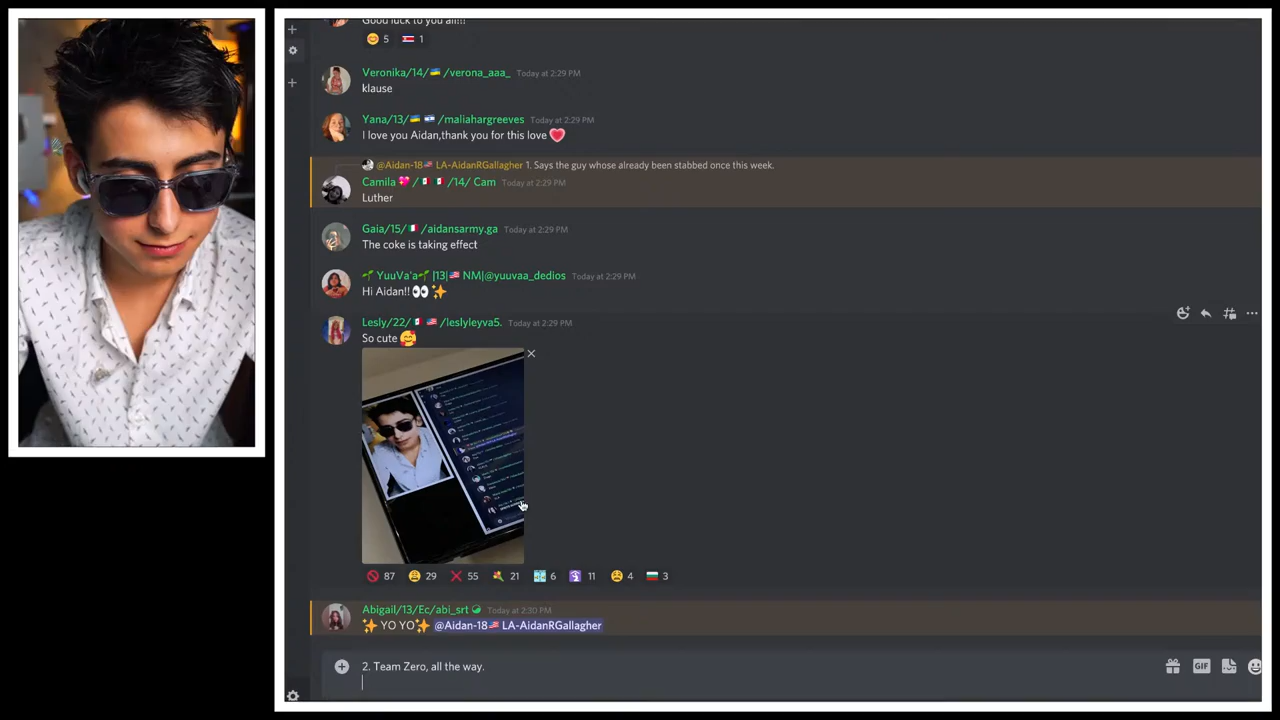 Good luck to you all!!!
5 1
Veronika/14/ /verona_aaa_ Today at 2:29 PM
klause
Yana/13/ /maliahargreeves Today at 2:29 PM
I love you Aidan,thank you for this love
@Aidan-18 LA-AidanRGallagher 1. Says the guy whose already been stabbed once this week.
Camila / /14/ Cam Today at 2:29 PM
Luther
Gaia/15/ /aidansarmy.ga Today at 2:29 PM
The coke is taking effect
YuuVa'a |13| NM|@yuuvaa_dedios Today at 2:29 PM
Hi Aidan!!
Lesly/22/ /leslyleyva5. Today at 2:29 PM
So cute
87 29 55 21 6 11 4 3
Abigail/13/Ec/abi_srt Today at 2:30 PM
YO YO @Aidan-18 LA-AidanRGallagher
2. Team Zero, all the way.
GIF